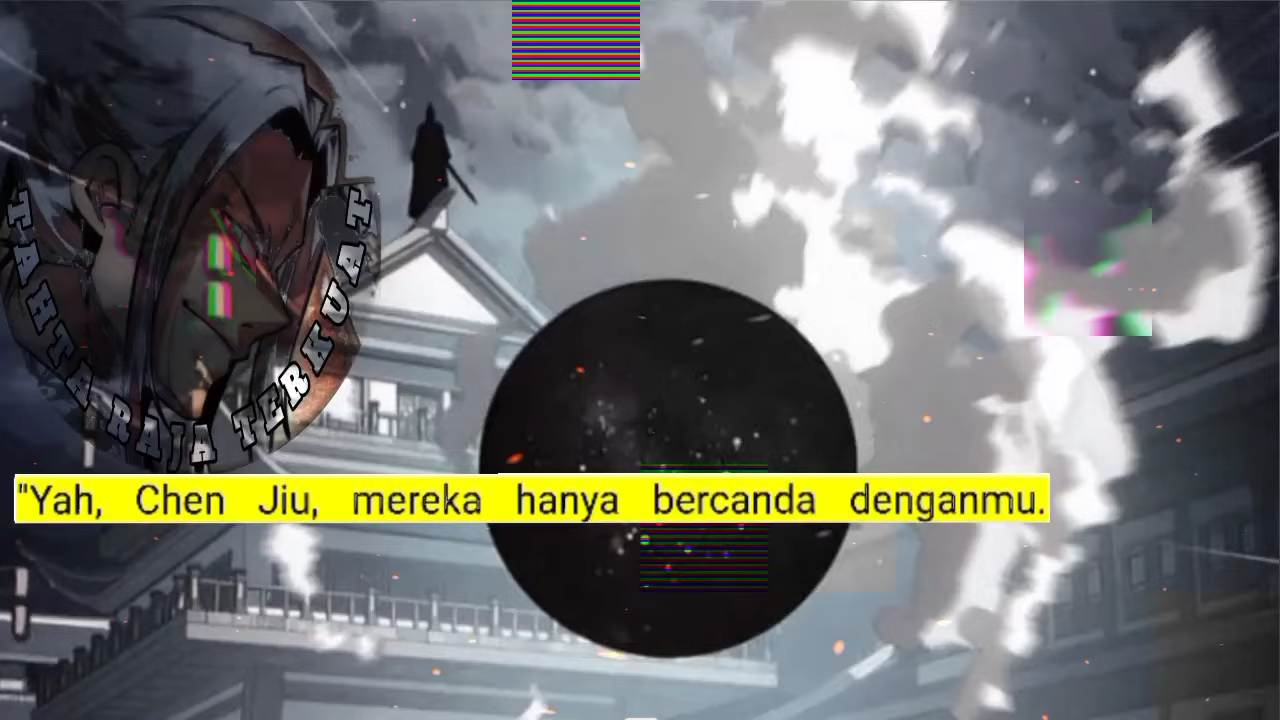 TAHTA RAJA TERKUAT
"Yah, Chen Jiu, mereka hanya bercanda denganmu.